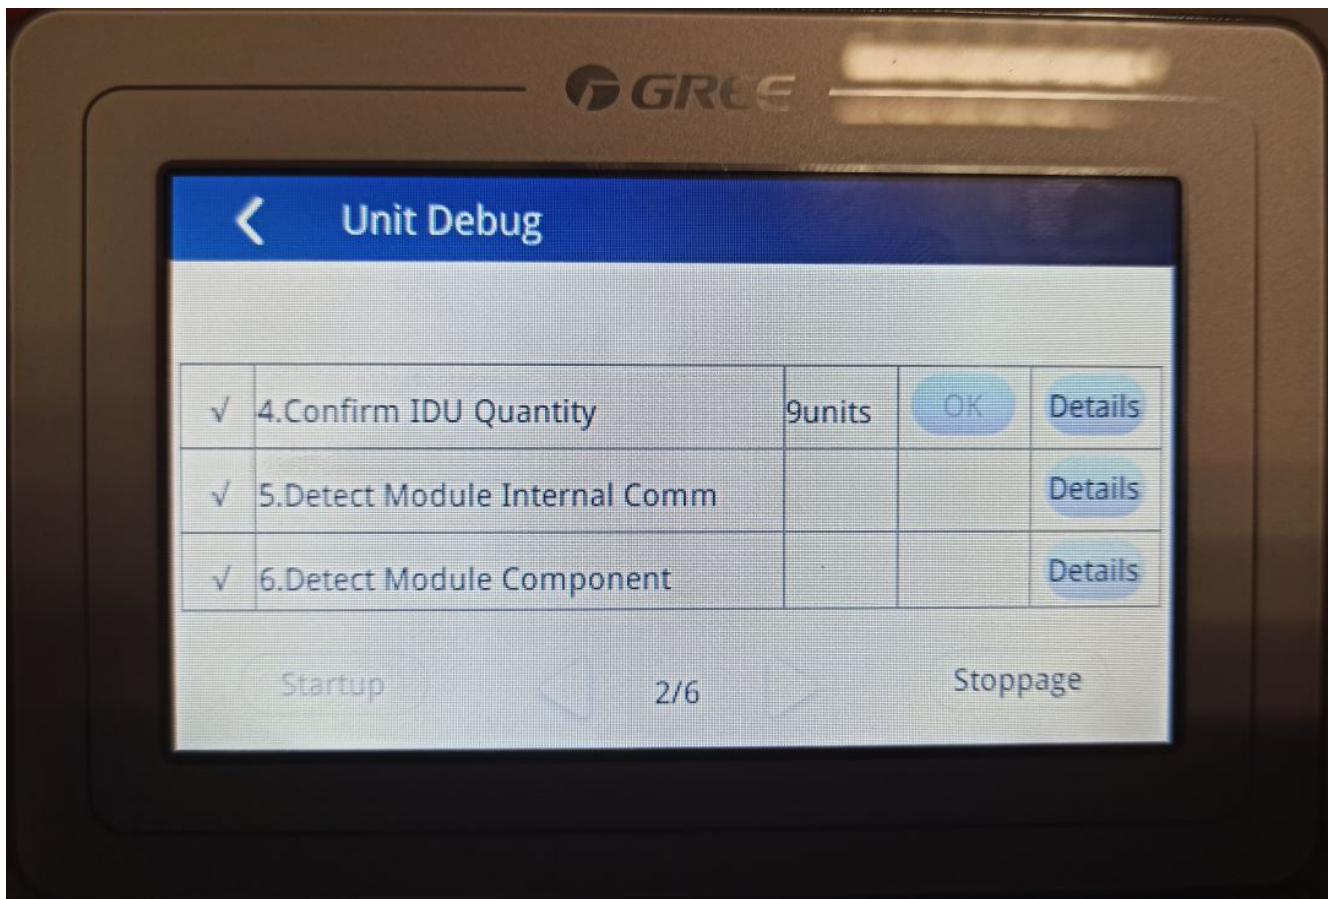 GREE
Unit Debug
√ 4.Confirm IDU Quantity 9units OK Details
√ 5.Detect Module Internal Comm Details
√ 6.Detect Module Component Details
Startup 2/6 Stoppage